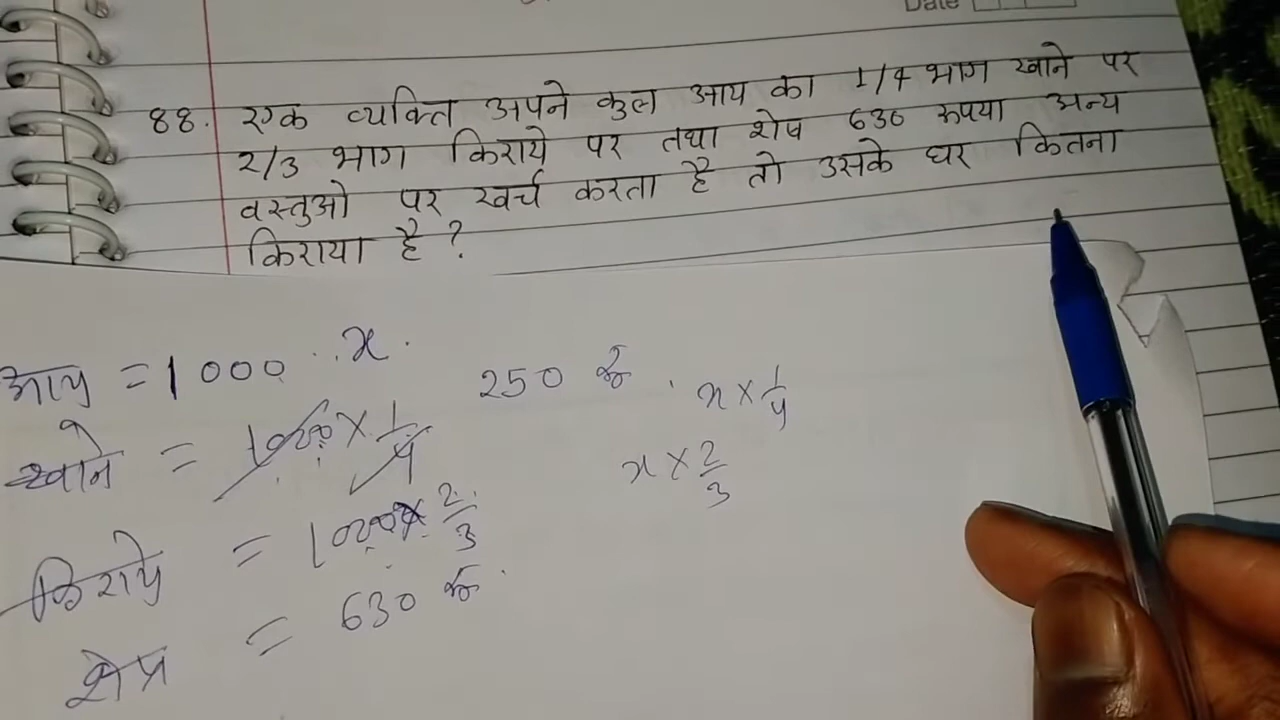 Date
88. एक व्यक्ति अपने कुल आय का 1/4 भाग खाने पर
2/3 भाग किराये पर तथा शेष 630 रुपया अन्य
वस्तुओ पर खर्च करता है तो उसके घर कितना
किराया है ?
आय = 1000 x
250 रु x × 1/4
खाने = 1000 × 1/4
x × 2/3
किराये = 1000 × 2/3
शेष = 630 रु